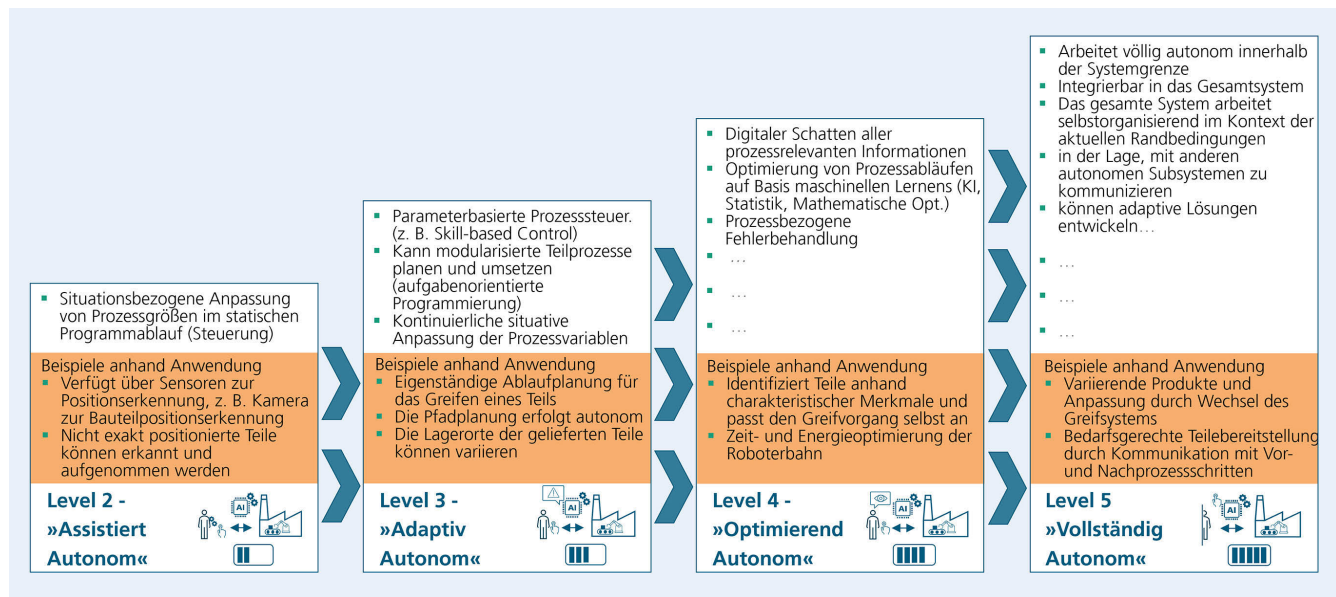 Situationsbezogene Anpassung
von Prozessgrößen im statischen
Programmablauf (Steuerung)
Beispiele anhand Anwendung
Verfügt über Sensoren zur
Positionserkennung, z. B. Kamera
zur Bauteilpositionserkennung
Nicht exakt positionierte Teile
können erkannt und
aufgenommen werden
Level 2 -
»Assistiert
Autonom«
AI
Parameterbasierte Prozesssteuer.
(z. B. Skill-based Control)
Kann modularisierte Teilprozesse
planen und umsetzen
(aufgabenorientierte
Programmierung)
Kontinuierliche situative
Anpassung der Prozessvariablen
Beispiele anhand Anwendung
Eigenständige Ablaufplanung für
das Greifen eines Teils
Die Pfadplanung erfolgt autonom
Die Lagerorte der gelieferten Teile
können variieren
Level 3 -
»Adaptiv
Autonom«
AI
Digitaler Schatten aller
prozessrelevanten Informationen
Optimierung von Prozessabläufen
auf Basis maschinellen Lernens (KI,
Statistik, Mathematische Opt.)
Prozessbezogene
Fehlerbehandlung
...
...
...
Beispiele anhand Anwendung
Identifiziert Teile anhand
charakteristischer Merkmale und
passt den Greifvorgang selbst an
Zeit- und Energieoptimierung der
Roboterbahn
Level 4 -
»Optimierend
Autonom«
AI
Arbeitet völlig autonom innerhalb
der Systemgrenze
Integrierbar in das Gesamtsystem
Das gesamte System arbeitet
selbstorganisierend im Kontext der
aktuellen Randbedingungen
in der Lage, mit anderen
autonomen Subsystemen zu
kommunizieren
können adaptive Lösungen
entwickeln...
...
...
...
Beispiele anhand Anwendung
Variierende Produkte und
Anpassung durch Wechsel des
Greifsystems
Bedarfsgerechte Teilebereitstellung
durch Kommunikation mit Vor-
und Nachprozessschritten
Level 5
»Vollständig
Autonom«
AI